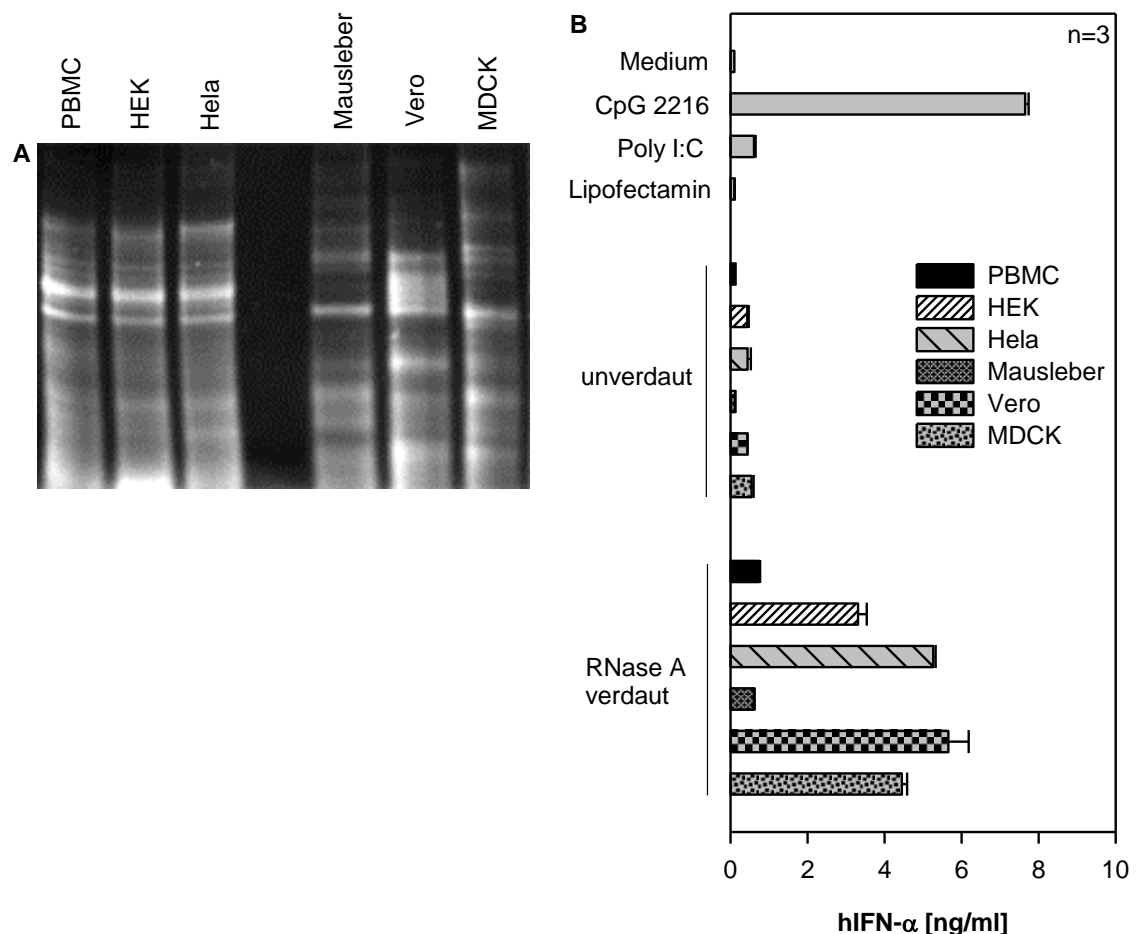 A
PBMC
HEK
Hela
Mausleber
Vero
MDCK
B
n=3
Medium
CpG 2216
Poly I:C
Lipofectamin
unverdaut
RNase A
verdaut
PBMC
HEK
Hela
Mausleber
Vero
MDCK
0 2 4 6 8 10
hIFN-α [ng/ml]